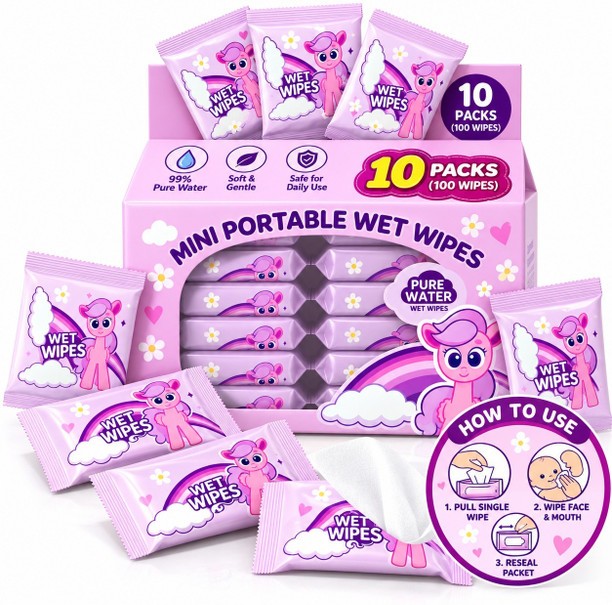 WET
WIPES
WET
WIPES
WET
WIPES
10
PACKS
(100 WIPES)
99%
Pure Water
Soft &
Gentle
Safe for
Daily Use
10 PACKS
(100 WIPES)
MINI PORTABLE WET WIPES
PURE
WATER
WET WIPES
WET
WIPES
WET
WIPES
WET
WIPES
WET
WIPES
WET
WIPES
HOW TO USE
1. PULL SINGLE
WIPE
2. WIPE FACE
& MOUTH
3. RESEAL
PACKET